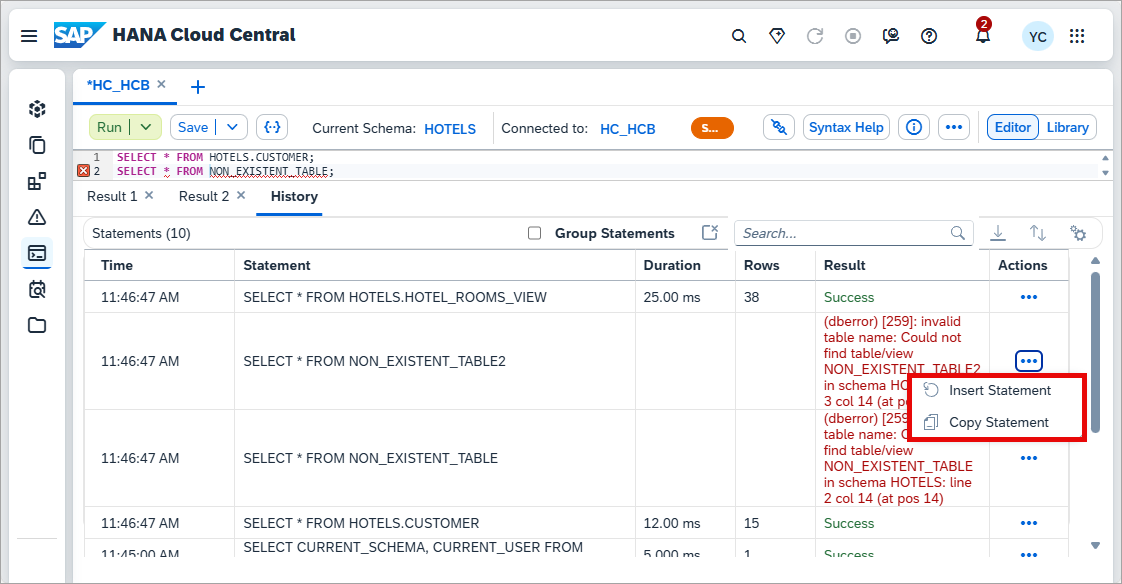 SAP HANA Cloud Central
2
YC
*HC_HCB
Run Save Current Schema: HOTELS Connected to: HC_HCB S... Syntax Help Editor Library
1 SELECT * FROM HOTELS.CUSTOMER;
2 SELECT * FROM NON_EXISTENT_TABLE;
Result 1 Result 2 History
Statements (10) Group Statements Search...
Time Statement Duration Rows Result Actions
11:46:47 AM SELECT * FROM HOTELS.HOTEL_ROOMS_VIEW 25.00 ms 38 Success
(dberror) [259]: invalid
table name: Could not
find table/view
11:46:47 AM SELECT * FROM NON_EXISTENT_TABLE2
NON_EXISTENT_TABLE2
in schema HO
3 col 14 (at po
Insert Statement
Copy Statement
(dberror) [259
table name: C
find table/view
11:46:47 AM SELECT * FROM NON_EXISTENT_TABLE
NON_EXISTENT_TABLE
in schema HOTELS: line
2 col 14 (at pos 14)
11:46:47 AM SELECT * FROM HOTELS.CUSTOMER 12.00 ms 15 Success
SELECT CURRENT_SCHEMA, CURRENT_USER FROM
11:45:00 AM 5.000 ms 1 Success